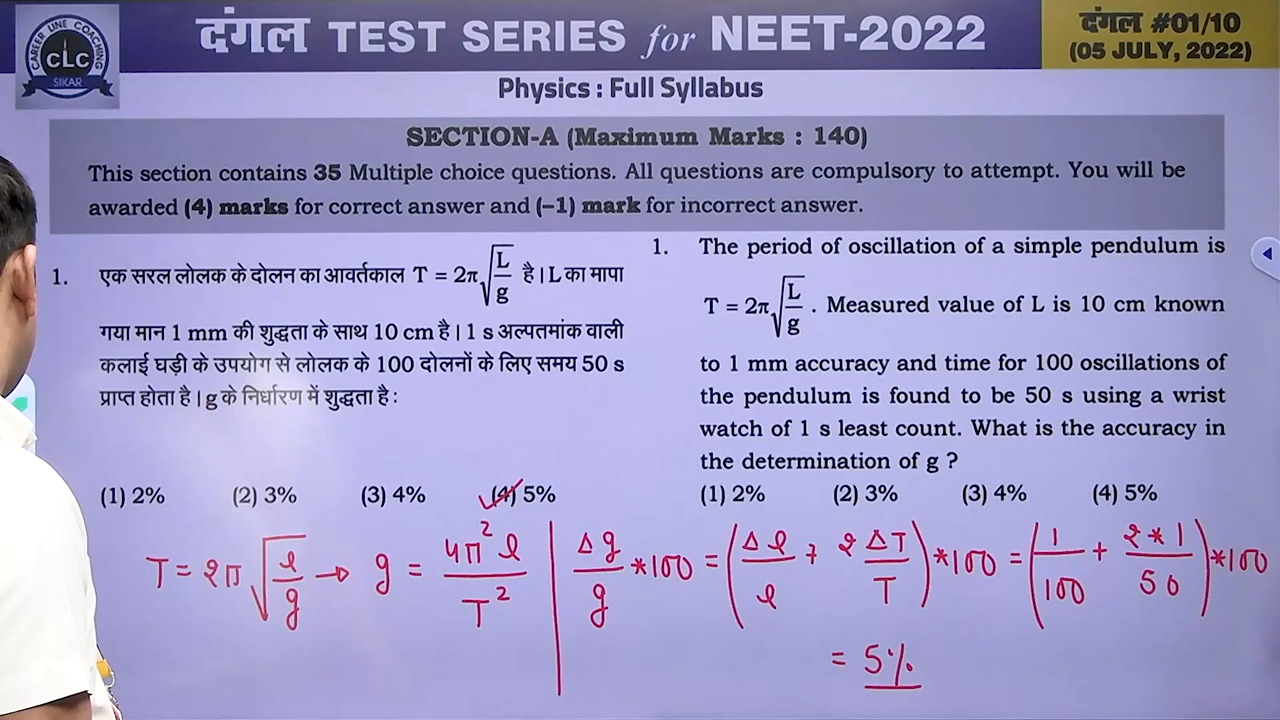 CAREER LINE COACHING
CLC
SIKAR
दंगल TEST SERIES for NEET-2022
दंगल #01/10
(05 JULY, 2022)
Physics : Full Syllabus
SECTION-A (Maximum Marks : 140)
This section contains 35 Multiple choice questions. All questions are compulsory to attempt. You will be
awarded (4) marks for correct answer and (–1) mark for incorrect answer.
1. एक सरल लोलक के दोलन का आवर्तकाल T = 2π√(L/g) है। L का मापा
गया मान 1 mm की शुद्धता के साथ 10 cm है। 1 s अल्पतमांक वाली
कलाई घड़ी के उपयोग से लोलक के 100 दोलनों के लिए समय 50 s
प्राप्त होता है। g के निर्धारण में शुद्धता है :
(1) 2% (2) 3% (3) 4% (4) 5%
1. The period of oscillation of a simple pendulum is
T = 2π√(L/g) . Measured value of L is 10 cm known
to 1 mm accuracy and time for 100 oscillations of
the pendulum is found to be 50 s using a wrist
watch of 1 s least count. What is the accuracy in
the determination of g ?
(1) 2% (2) 3% (3) 4% (4) 5%
T = 2π√(l/g) → g = 4π²l/T² | Δg/g *100 = (Δl/l + 2ΔT/T)*100 = (1/100 + 2*1/50)*100
= 5%